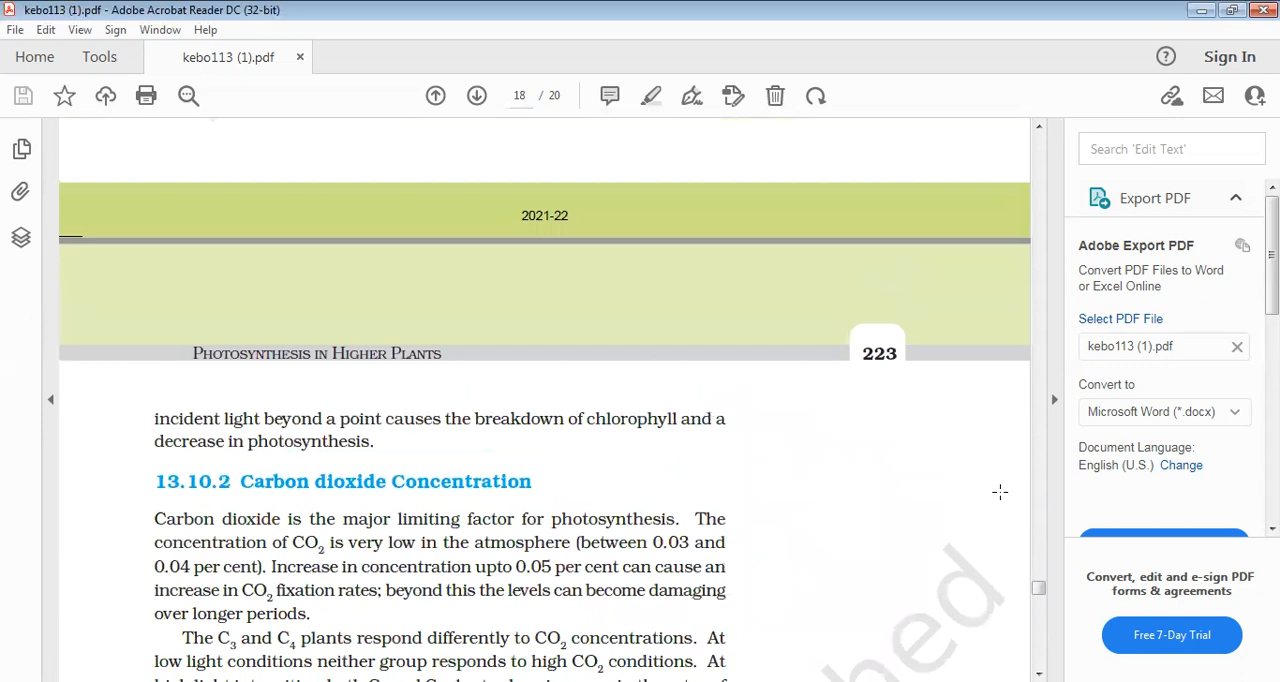 kebo113 (1).pdf - Adobe Acrobat Reader DC (32-bit)
File Edit View Sign Window Help
Home Tools kebo113 (1).pdf × ? Sign In
18 / 20
2021-22
PHOTOSYNTHESIS IN HIGHER PLANTS 223
incident light beyond a point causes the breakdown of chlorophyll and a
decrease in photosynthesis.
13.10.2 Carbon dioxide Concentration
Carbon dioxide is the major limiting factor for photosynthesis. The
concentration of CO₂ is very low in the atmosphere (between 0.03 and
0.04 per cent). Increase in concentration upto 0.05 per cent can cause an
increase in CO₂ fixation rates; beyond this the levels can become damaging
over longer periods.
The C₃ and C₄ plants respond differently to CO₂ concentrations. At
low light conditions neither group responds to high CO₂ conditions. At
Search 'Edit Text'
Export PDF
Adobe Export PDF
Convert PDF Files to Word
or Excel Online
Select PDF File
kebo113 (1).pdf
Convert to
Microsoft Word (*.docx)
Document Language:
English (U.S.) Change
Convert, edit and e-sign PDF
forms & agreements
Free 7-Day Trial